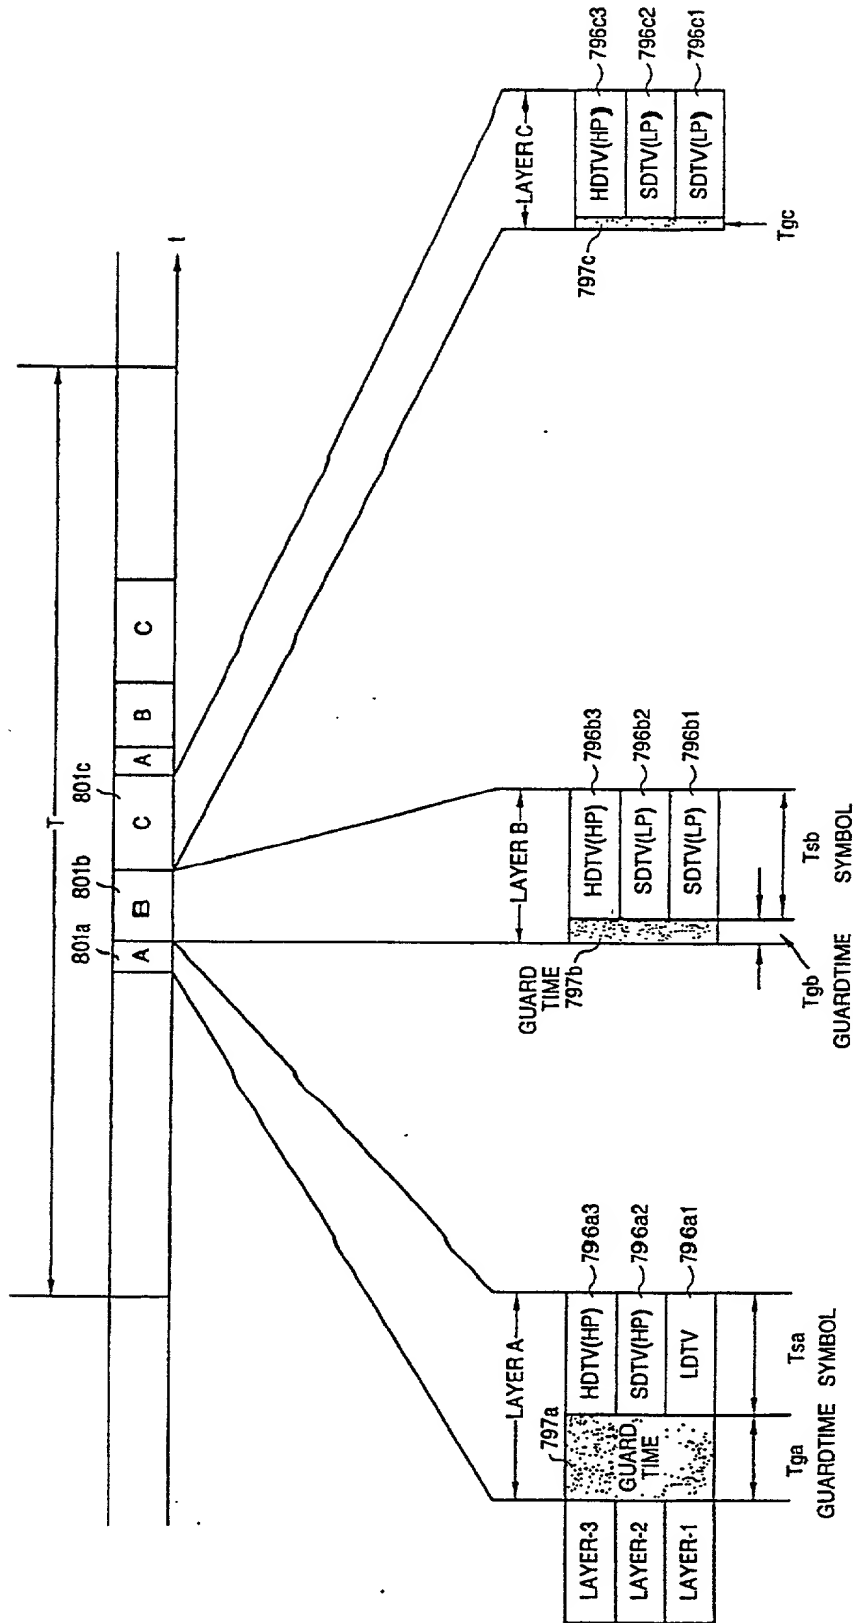 T
t
801a
801b
801c
A
B
C
A
B
C
LAYER A
797a
LAYER-3
LAYER-2
LAYER-1
GUARD
TIME
HDTV(HP)
SDTV(HP)
LDTV
796a3
796a2
796a1
Tga
GUARDTIME
Tsa
SYMBOL
LAYER B
GUARD
TIME
797b
HDTV(HP)
SDTV(LP)
SDTV(LP)
796b3
796b2
796b1
Tgb
GUARDTIME
Tsb
SYMBOL
LAYER C
797c
HDTV(HP)
SDTV(LP)
SDTV(LP)
796c3
796c2
796c1
Tgc